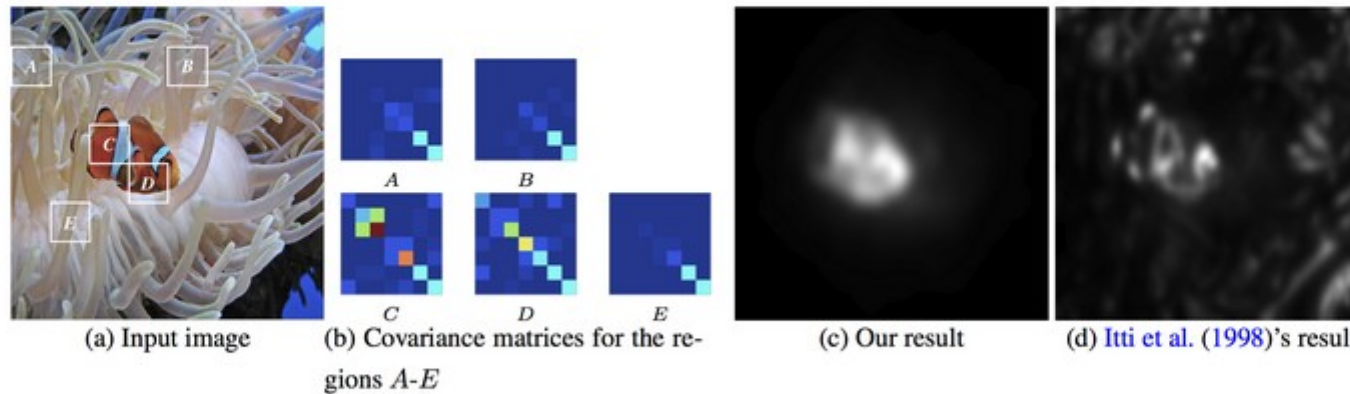 A
B
C
D
E
A
B
C
D
E
(a) Input image
(b) Covariance matrices for the re-
gions A-E
(c) Our result
(d) Itti et al. (1998)'s resul